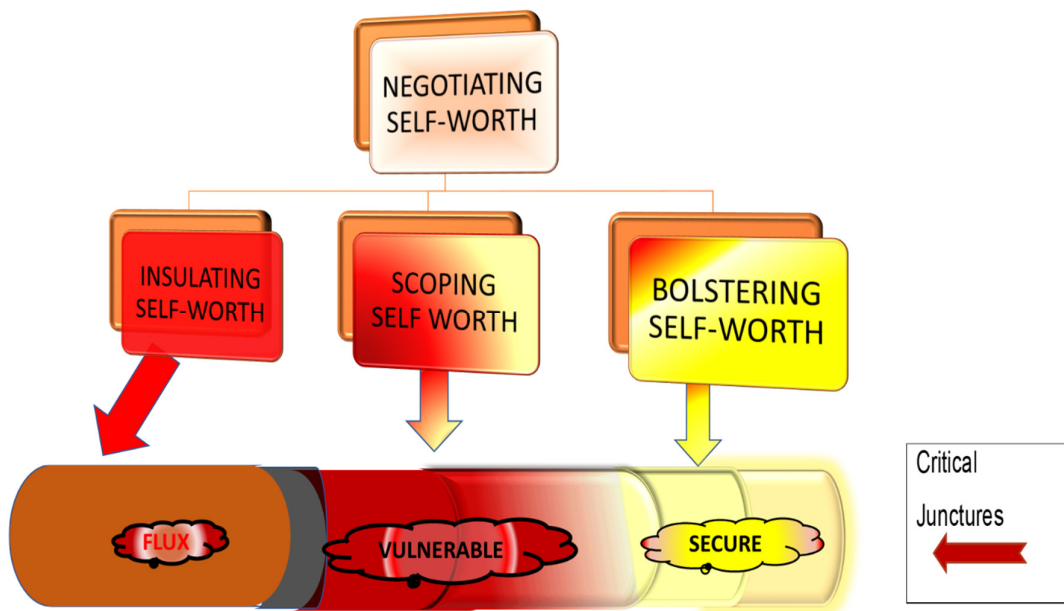 NEGOTIATING
SELF-WORTH
INSULATING
SELF-WORTH
SCOPING
SELF WORTH
BOLSTERING
SELF-WORTH
FLUX
VULNERABLE
SECURE
Critical
Junctures